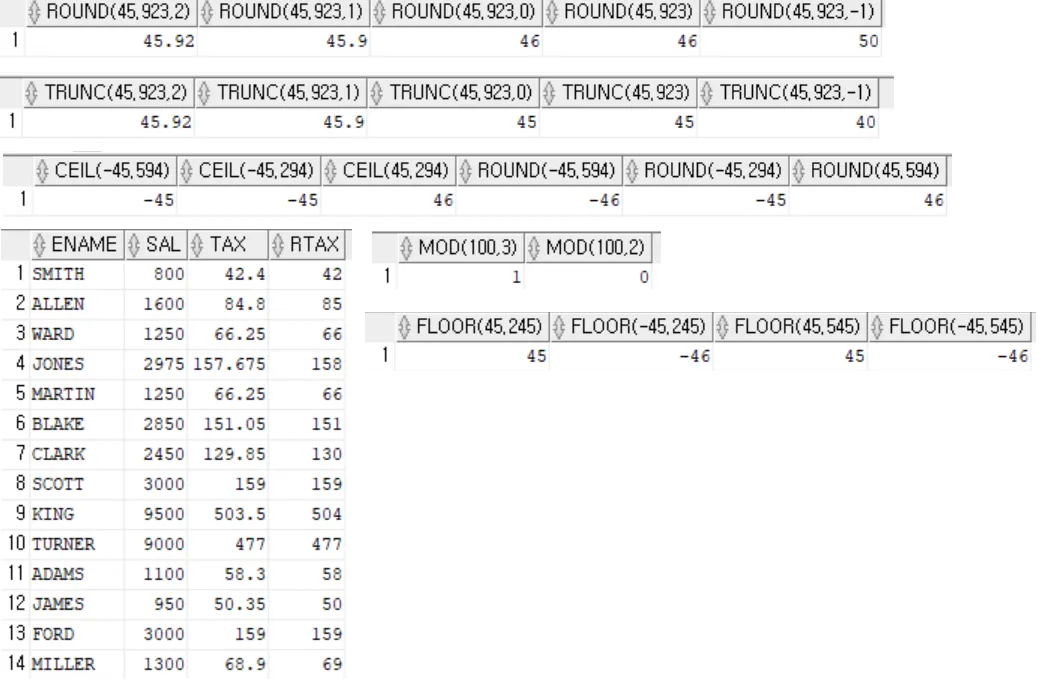 ROUND(45,923,2) ROUND(45,923,1) ROUND(45,923,0) ROUND(45,923) ROUND(45,923,-1)
1 45.92 45.9 46 46 50
TRUNC(45,923,2) TRUNC(45,923,1) TRUNC(45,923,0) TRUNC(45,923) TRUNC(45,923,-1)
1 45.92 45.9 45 45 40
CEIL(-45,594) CEIL(-45,294) CEIL(45,294) ROUND(-45,594) ROUND(-45,294) ROUND(45,594)
1 -45 -45 46 -46 -45 46
ENAME SAL TAX RTAX
1 SMITH 800 42.4 42
2 ALLEN 1600 84.8 85
3 WARD 1250 66.25 66
4 JONES 2975 157.675 158
5 MARTIN 1250 66.25 66
6 BLAKE 2850 151.05 151
7 CLARK 2450 129.85 130
8 SCOTT 3000 159 159
9 KING 9500 503.5 504
10 TURNER 9000 477 477
11 ADAMS 1100 58.3 58
12 JAMES 950 50.35 50
13 FORD 3000 159 159
14 MILLER 1300 68.9 69
MOD(100,3) MOD(100,2)
1 1 0
FLOOR(45,245) FLOOR(-45,245) FLOOR(45,545) FLOOR(-45,545)
1 45 -46 45 -46